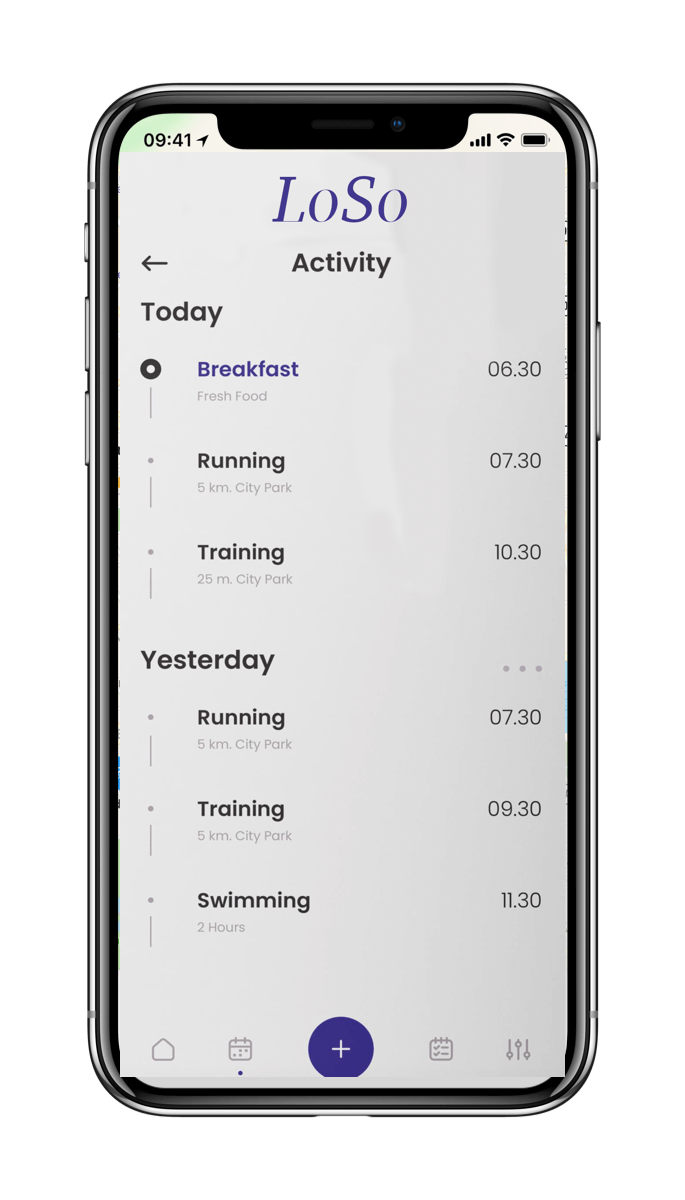 09:41
LoSo
Activity
Today
Breakfast 06.30
Fresh Food
Running 07.30
5 km. City Park
Training 10.30
25 m. City Park
Yesterday
Running 07.30
5 km. City Park
Training 09.30
5 km. City Park
Swimming 11.30
2 Hours